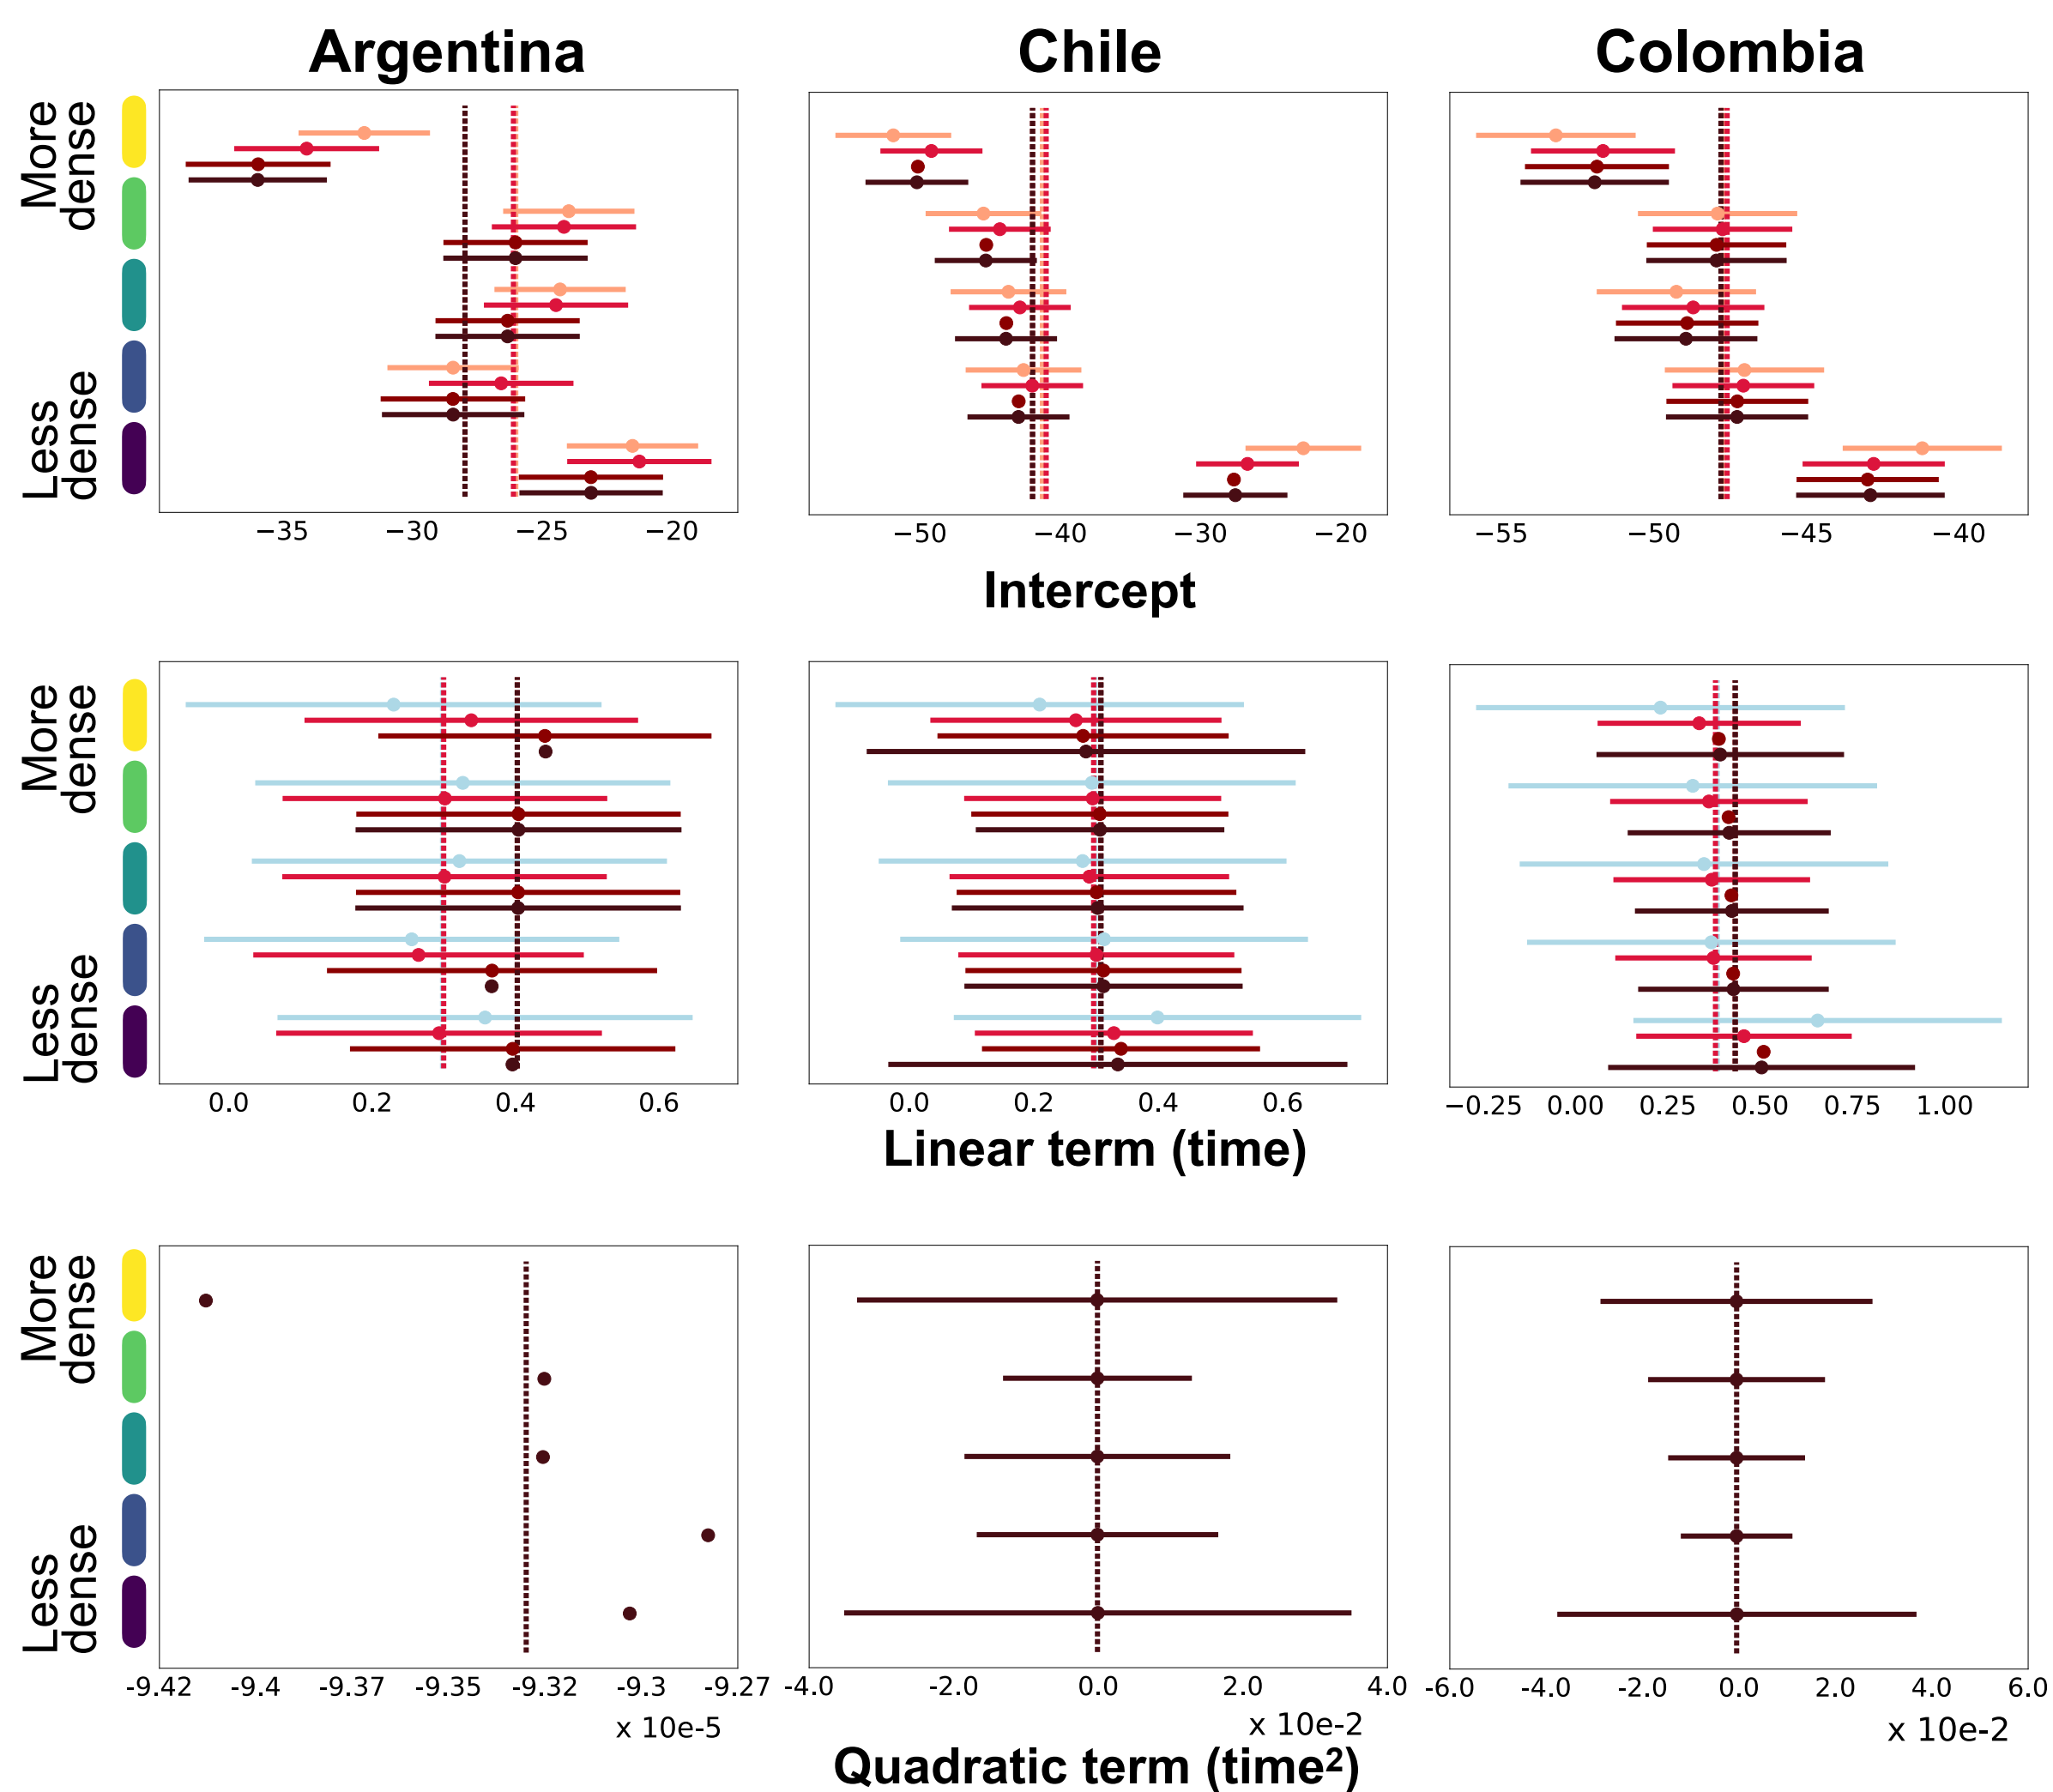 Argentina Chile Colombia
More
dense
Less
dense
−35 −30 −25 −20
−50 −40 −30 −20
−55 −50 −45 −40
Intercept
More
dense
Less
dense
0.0 0.2 0.4 0.6
0.0 0.2 0.4 0.6
−0.25 0.00 0.25 0.50 0.75 1.00
Linear term (time)
More
dense
Less
dense
-9.42 -9.4 -9.37 -9.35 -9.32 -9.3 -9.27
-4.0 -2.0 0.0 2.0 4.0
-6.0 -4.0 -2.0 0.0 2.0 4.0 6.0
x 10e-5
x 10e-2
x 10e-2
Quadratic term (time²)